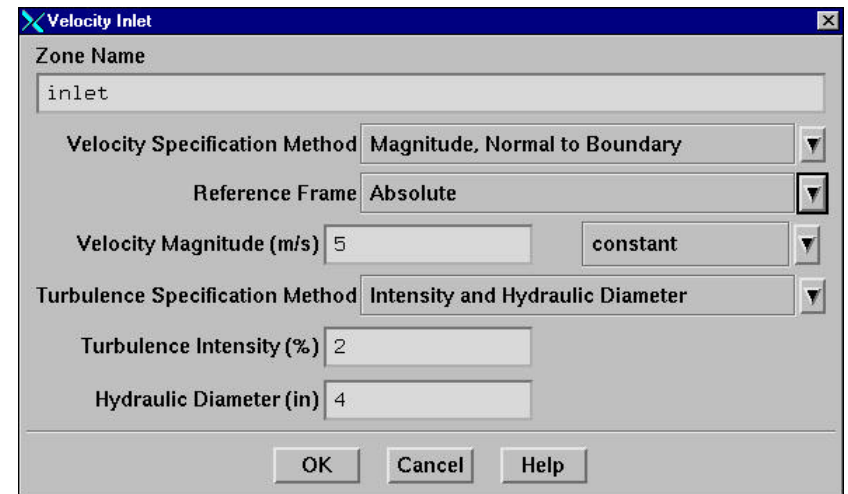 Velocity Inlet
Zone Name
inlet
Velocity Specification Method Magnitude, Normal to Boundary
Reference Frame Absolute
Velocity Magnitude (m/s) 5 constant
Turbulence Specification Method Intensity and Hydraulic Diameter
Turbulence Intensity (%) 2
Hydraulic Diameter (in) 4
OK Cancel Help